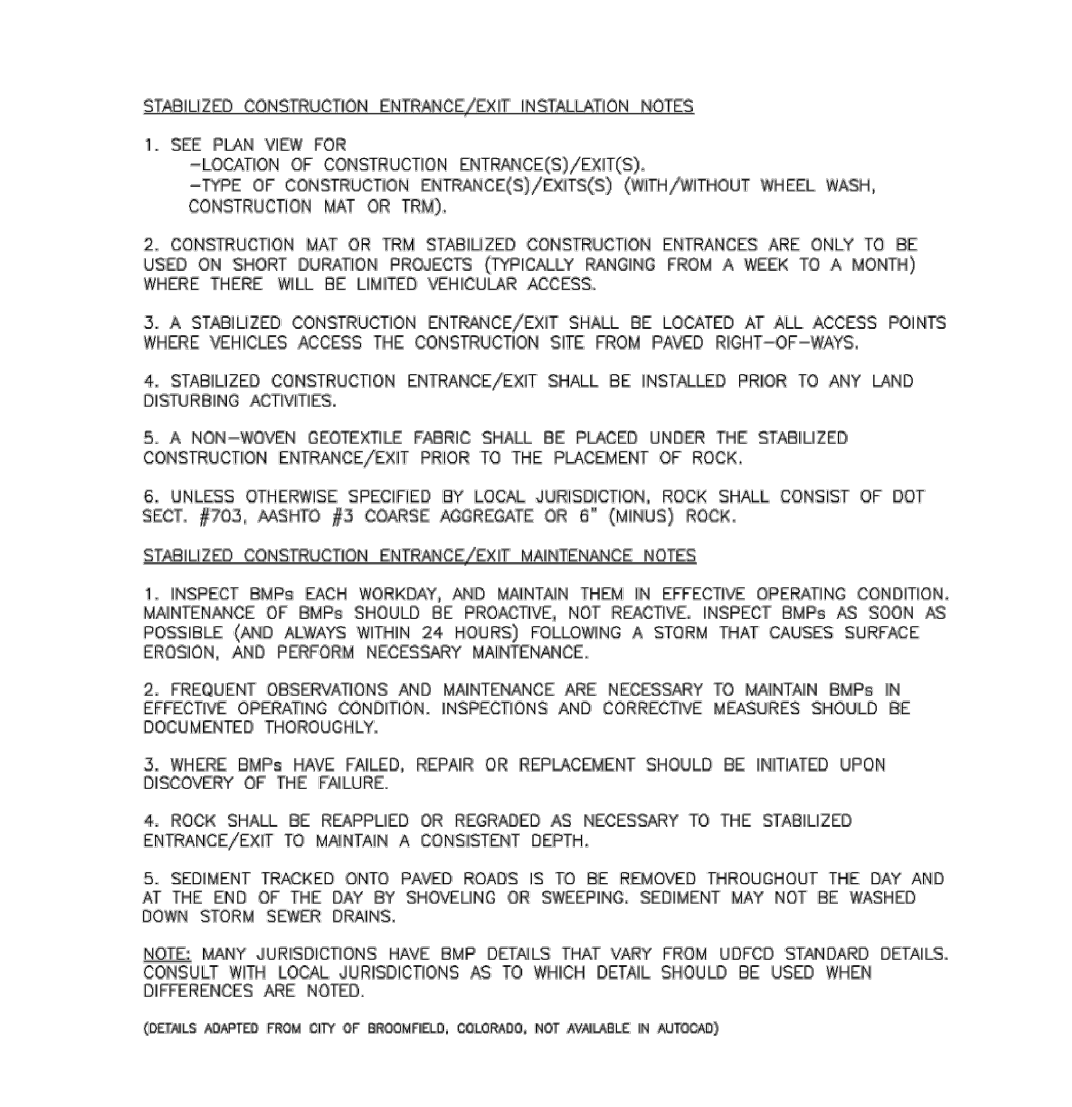 STABILIZED CONSTRUCTION ENTRANCE/EXIT INSTALLATION NOTES
1. SEE PLAN VIEW FOR
-LOCATION OF CONSTRUCTION ENTRANCE(S)/EXIT(S).
-TYPE OF CONSTRUCTION ENTRANCE(S)/EXITS(S) (WITH/WITHOUT WHEEL WASH,
CONSTRUCTION MAT OR TRM).
2. CONSTRUCTION MAT OR TRM STABILIZED CONSTRUCTION ENTRANCES ARE ONLY TO BE
USED ON SHORT DURATION PROJECTS (TYPICALLY RANGING FROM A WEEK TO A MONTH)
WHERE THERE WILL BE LIMITED VEHICULAR ACCESS.
3. A STABILIZED CONSTRUCTION ENTRANCE/EXIT SHALL BE LOCATED AT ALL ACCESS POINTS
WHERE VEHICLES ACCESS THE CONSTRUCTION SITE FROM PAVED RIGHT-OF-WAYS.
4. STABILIZED CONSTRUCTION ENTRANCE/EXIT SHALL BE INSTALLED PRIOR TO ANY LAND
DISTURBING ACTIVITIES.
5. A NON-WOVEN GEOTEXTILE FABRIC SHALL BE PLACED UNDER THE STABILIZED
CONSTRUCTION ENTRANCE/EXIT PRIOR TO THE PLACEMENT OF ROCK.
6. UNLESS OTHERWISE SPECIFIED BY LOCAL JURISDICTION, ROCK SHALL CONSIST OF DOT
SECT. #703, AASHTO #3 COARSE AGGREGATE OR 6" (MINUS) ROCK.
STABILIZED CONSTRUCTION ENTRANCE/EXIT MAINTENANCE NOTES
1. INSPECT BMPs EACH WORKDAY, AND MAINTAIN THEM IN EFFECTIVE OPERATING CONDITION.
MAINTENANCE OF BMPs SHOULD BE PROACTIVE, NOT REACTIVE. INSPECT BMPs AS SOON AS
POSSIBLE (AND ALWAYS WITHIN 24 HOURS) FOLLOWING A STORM THAT CAUSES SURFACE
EROSION, AND PERFORM NECESSARY MAINTENANCE.
2. FREQUENT OBSERVATIONS AND MAINTENANCE ARE NECESSARY TO MAINTAIN BMPs IN
EFFECTIVE OPERATING CONDITION. INSPECTIONS AND CORRECTIVE MEASURES SHOULD BE
DOCUMENTED THOROUGHLY.
3. WHERE BMPs HAVE FAILED, REPAIR OR REPLACEMENT SHOULD BE INITIATED UPON
DISCOVERY OF THE FAILURE.
4. ROCK SHALL BE REAPPLIED OR REGRADED AS NECESSARY TO THE STABILIZED
ENTRANCE/EXIT TO MAINTAIN A CONSISTENT DEPTH.
5. SEDIMENT TRACKED ONTO PAVED ROADS IS TO BE REMOVED THROUGHOUT THE DAY AND
AT THE END OF THE DAY BY SHOVELING OR SWEEPING. SEDIMENT MAY NOT BE WASHED
DOWN STORM SEWER DRAINS.
NOTE: MANY JURISDICTIONS HAVE BMP DETAILS THAT VARY FROM UDFCD STANDARD DETAILS.
CONSULT WITH LOCAL JURISDICTIONS AS TO WHICH DETAIL SHOULD BE USED WHEN
DIFFERENCES ARE NOTED.
(DETAILS ADAPTED FROM CITY OF BROOMFIELD, COLORADO, NOT AVAILABLE IN AUTOCAD)